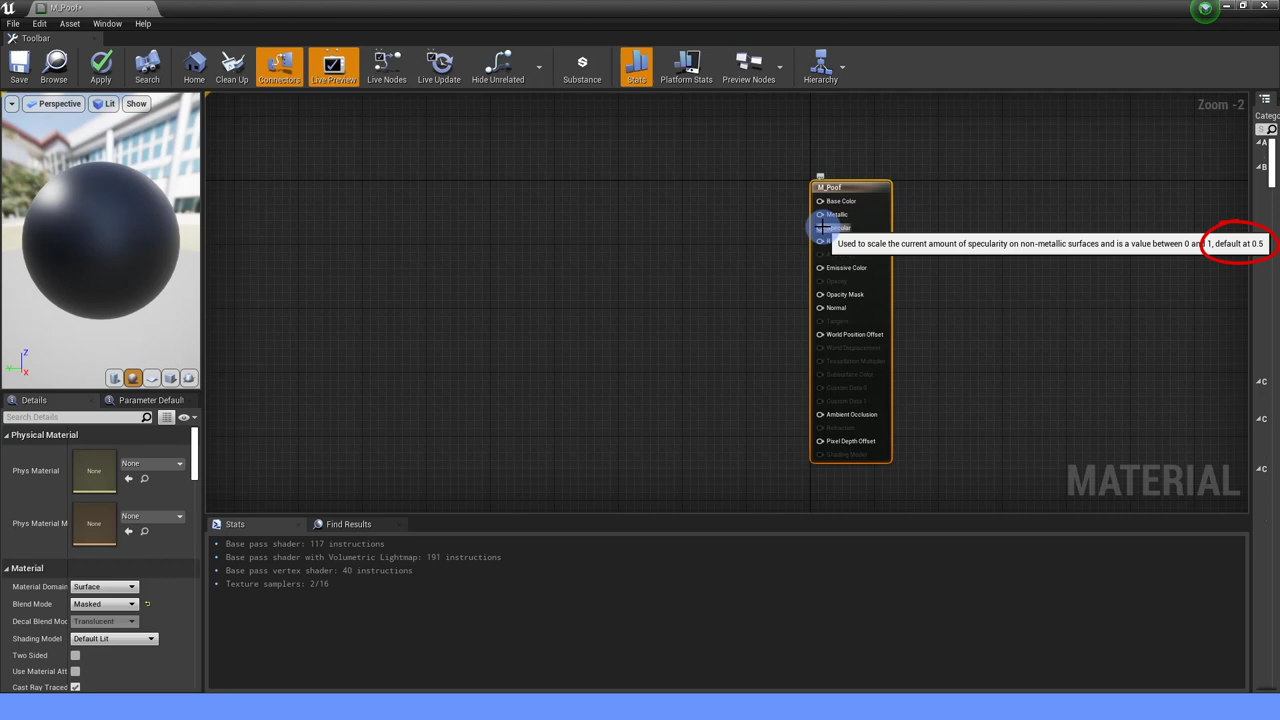 M_Poof*
File Edit Asset Window Help
Toolbar
Save Browse Apply Search Home Clean Up Connectors Live Preview Live Nodes Live Update Hide Unrelated Substance Stats Platform Stats Preview Nodes Hierarchy
Perspective Lit Show
Zoom -2
Catego
A
B
M_Poof
Base Color
Metallic
Used to scale the current amount of specularity on non-metallic surfaces and is a value between 0 and 1, default at 0.5
Emissive Color
Opacity
Opacity Mask
Normal
Tangent
World Position Offset
World Displacement
Tessellation Multiplier
Subsurface Color
Custom Data 0
Custom Data 1
Ambient Occlusion
Refraction
Pixel Depth Offset
Shading Model
C
C
C
MATERIAL
Z
Y
X
Details Parameter Default
Search Details
Physical Material
Phys Material None None
Phys Material M None None
Material
Material Domain Surface
Blend Mode Masked
Decal Blend Mod Translucent
Shading Model Default Lit
Two Sided
Use Material Att
Cast Ray Traced
Stats Find Results
Base pass shader: 117 instructions
Base pass shader with Volumetric Lightmap: 191 instructions
Base pass vertex shader: 40 instructions
Texture samplers: 2/16